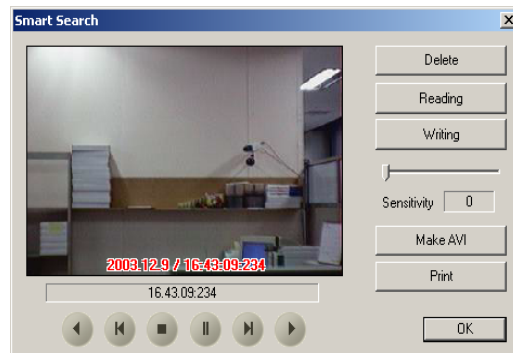 Smart Search
Delete
Reading
Writing
Sensitivity 0
2003.12.9 / 16:43:09:234
Make AVI
16.43.09:234
Print
OK